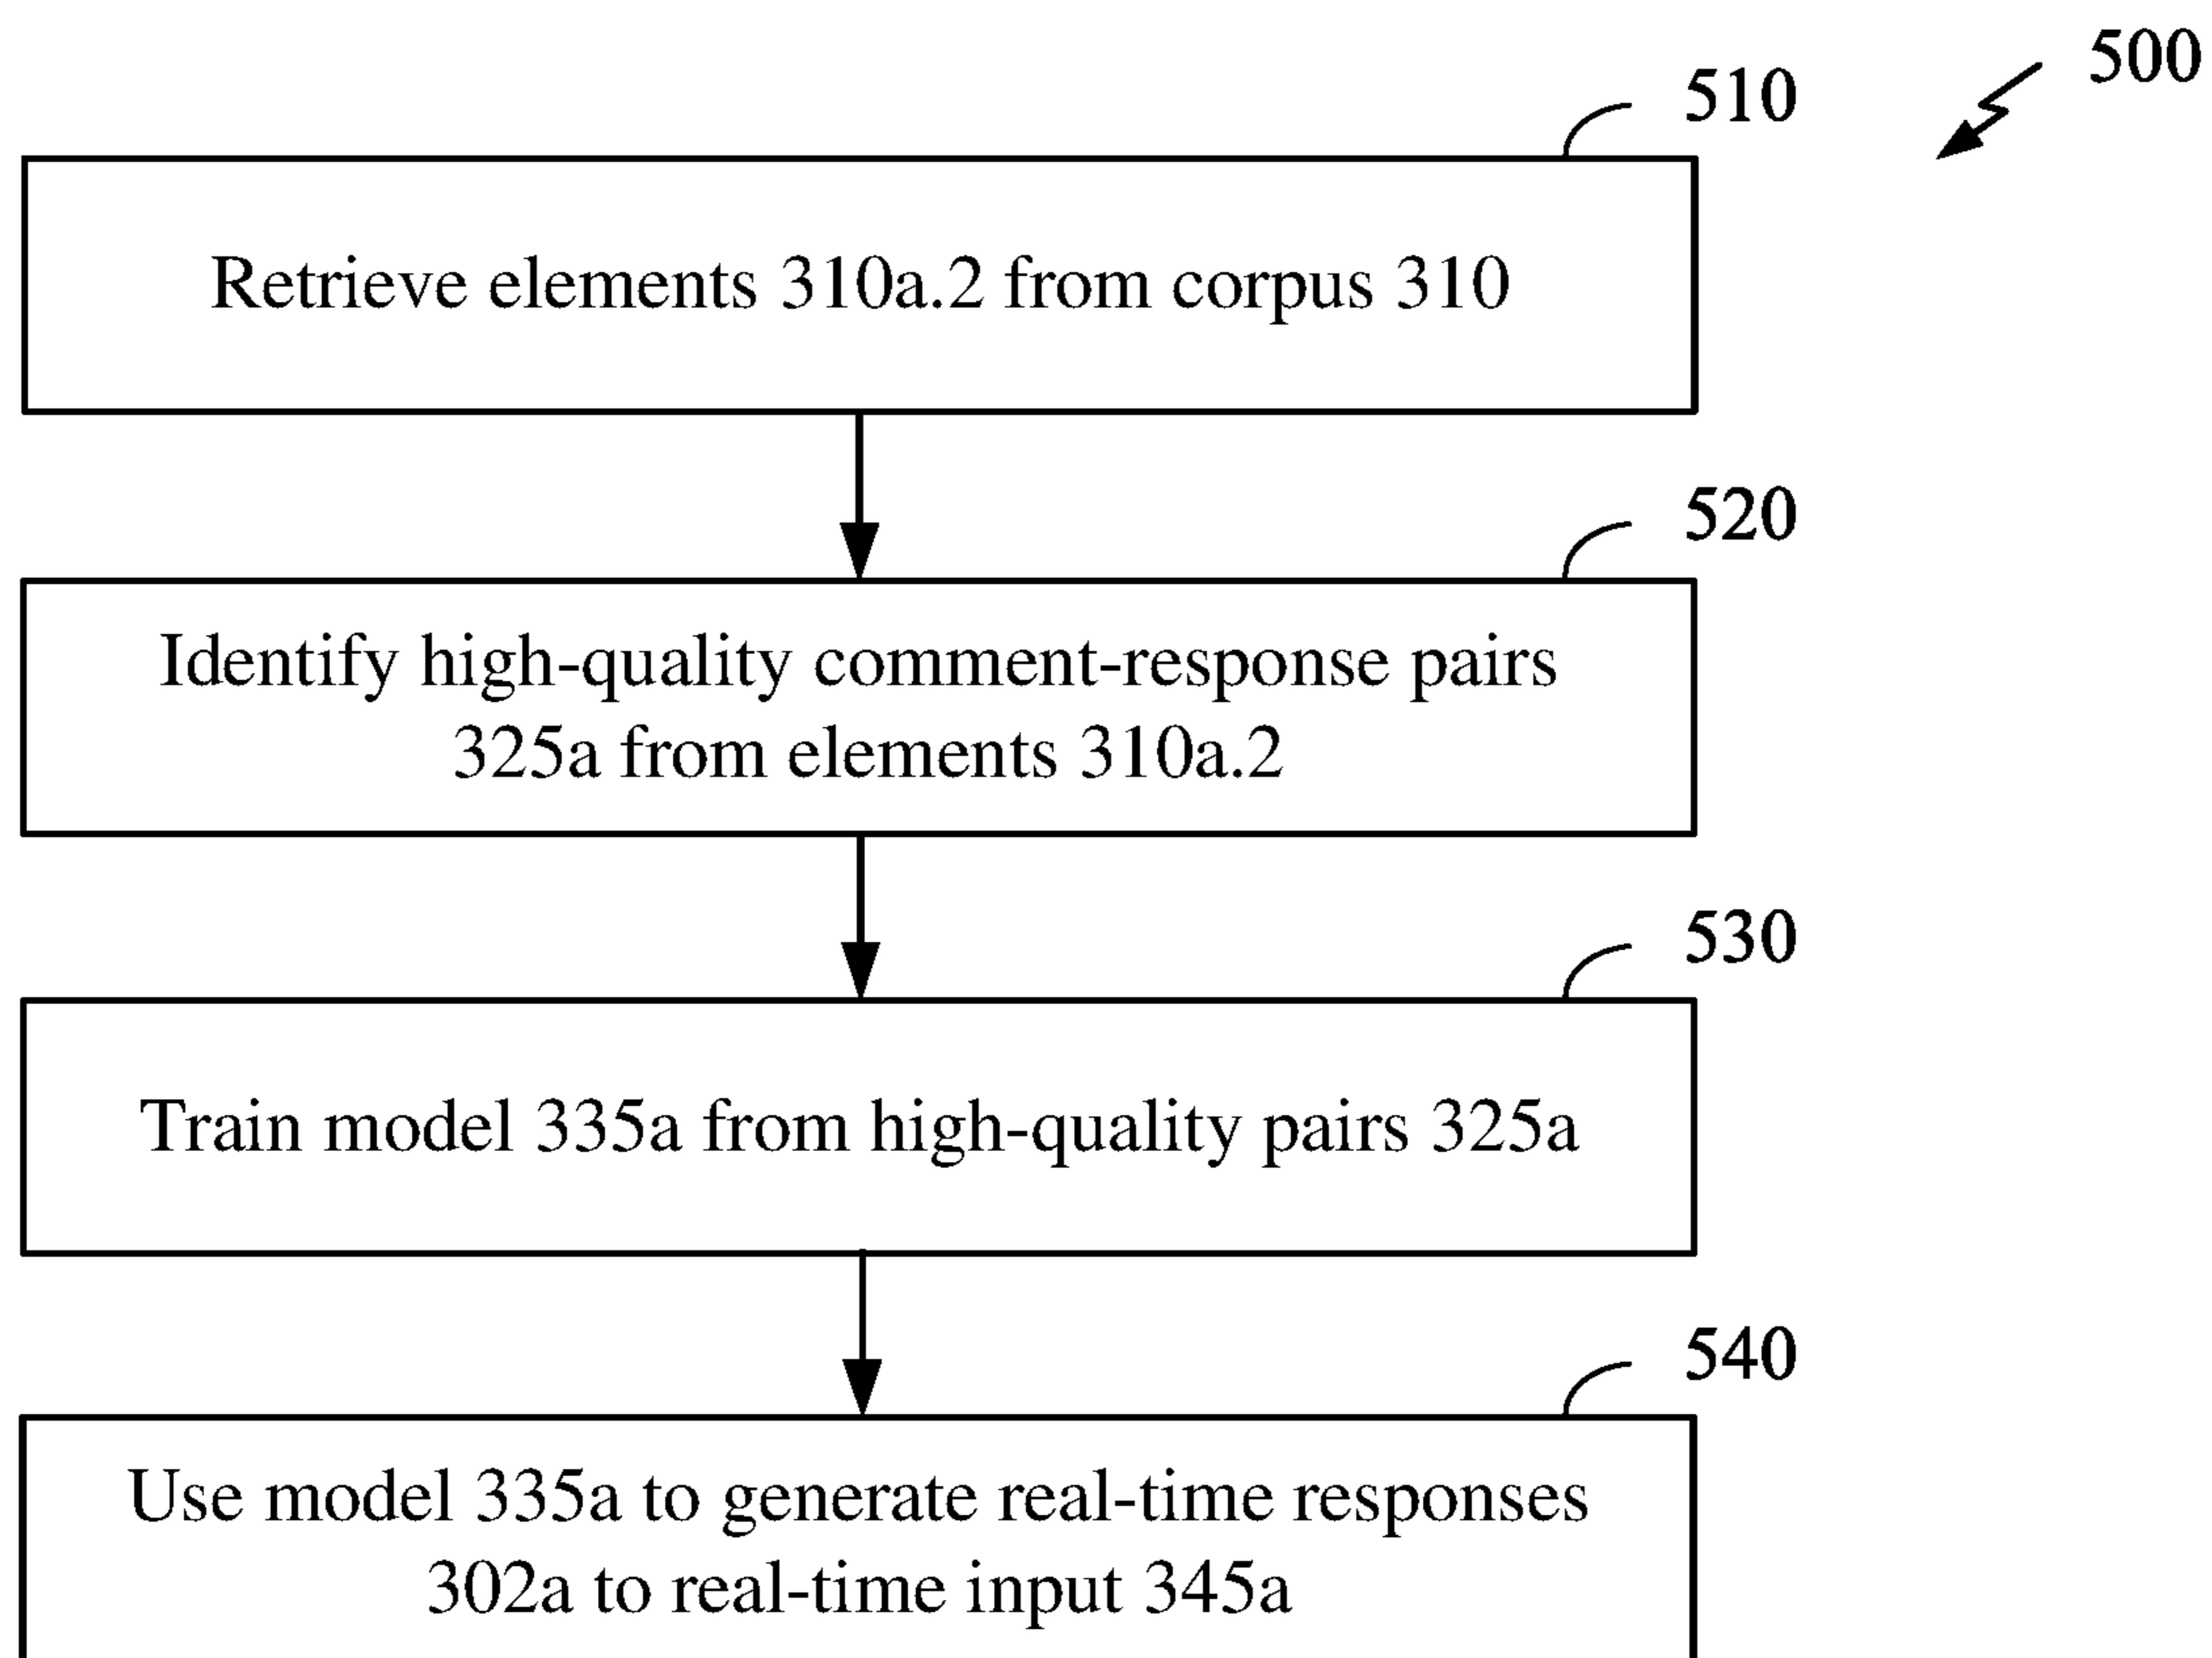 500
510
Retrieve elements 310a.2 from corpus 310
520
Identify high-quality comment-response pairs
325a from elements 310a.2
530
Train model 335a from high-quality pairs 325a
540
Use model 335a to generate real-time responses
302a to real-time input 345a